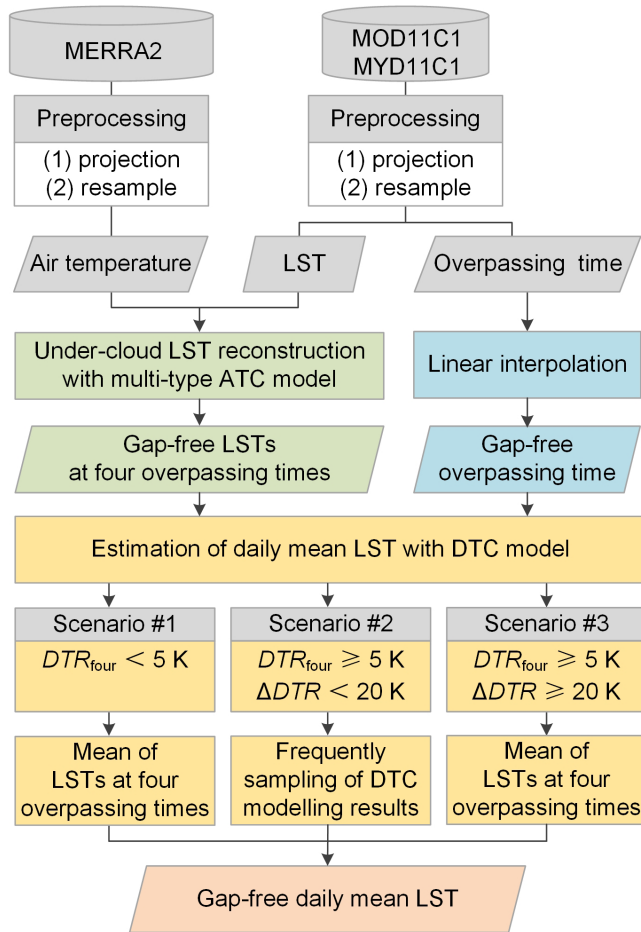 MERRA2
MOD11C1
MYD11C1
Preprocessing
(1) projection
(2) resample
Preprocessing
(1) projection
(2) resample
Air temperature
LST
Overpassing time
Under-cloud LST reconstruction
with multi-type ATC model
Linear interpolation
Gap-free LSTs
at four overpassing times
Gap-free
overpassing time
Estimation of daily mean LST with DTC model
Scenario #1
DTRfour < 5 K
Scenario #2
DTRfour ⩾ 5 K
ΔDTR < 20 K
Scenario #3
DTRfour ⩾ 5 K
ΔDTR ⩾ 20 K
Mean of
LSTs at four
overpassing times
Frequently
sampling of DTC
modelling results
Mean of
LSTs at four
overpassing times
Gap-free daily mean LST